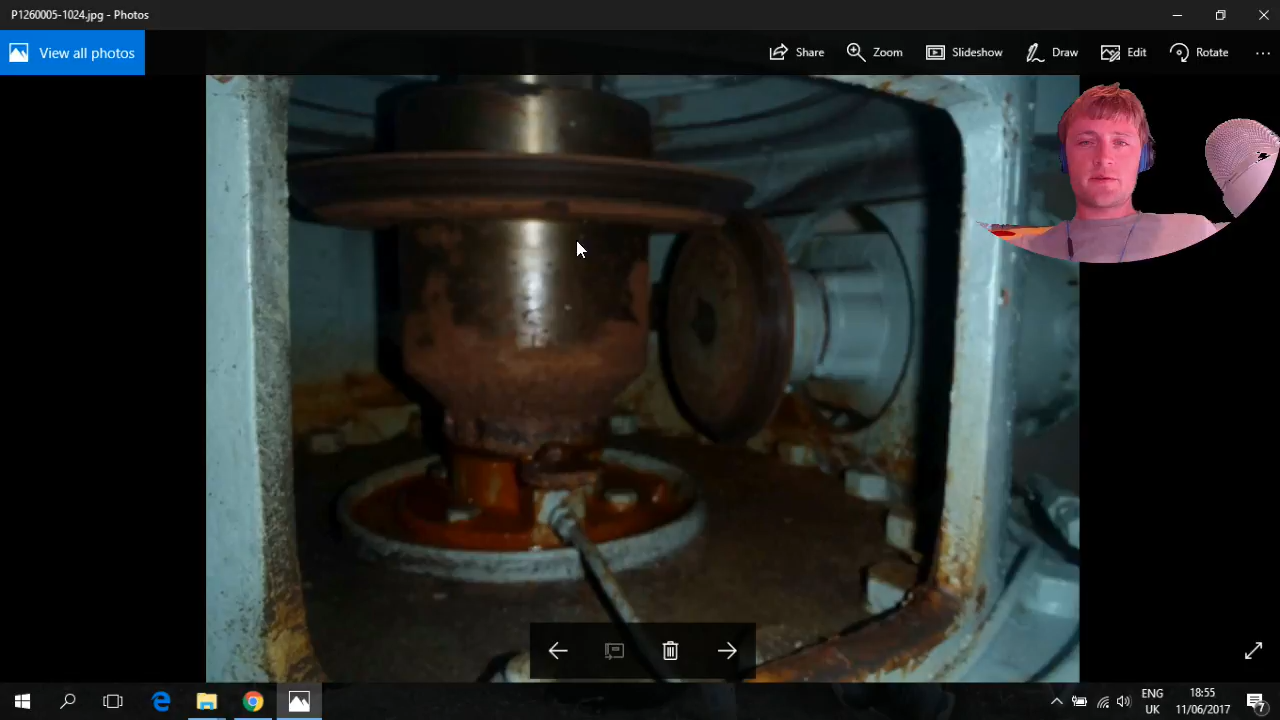 P1260005-1024.jpg - Photos
View all photos
Share
Zoom
Slideshow
Draw
Edit
Rotate
ENG
UK
18:55
11/06/2017
7